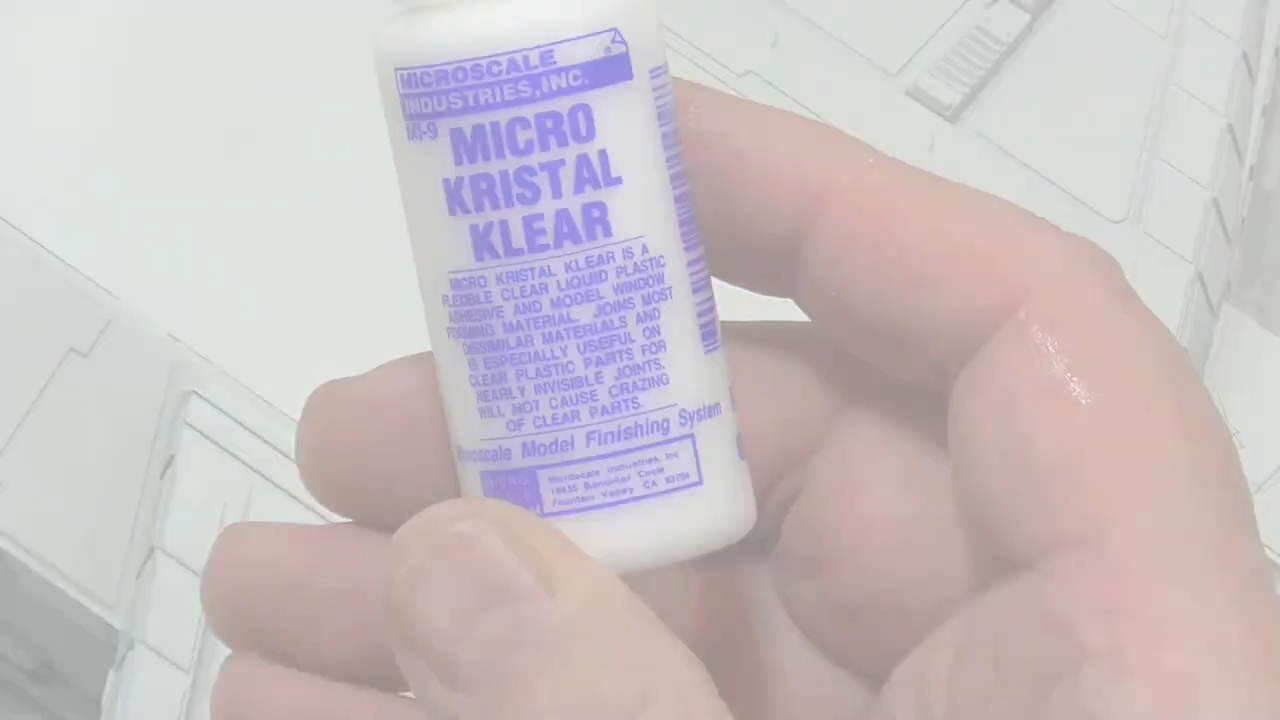 MICROSCALE
INDUSTRIES, INC.
MI-9
MICRO
KRISTAL
KLEAR
MICRO KRISTAL KLEAR IS A
FLEXIBLE CLEAR LIQUID PLASTIC
ADHESIVE AND MODEL WINDOW
FORMING MATERIAL. JOINS MOST
DISSIMILAR MATERIALS AND
IS ESPECIALLY USEFUL ON
CLEAR PLASTIC PARTS FOR
NEARLY INVISIBLE JOINTS.
WILL NOT CAUSE CRAZING
OF CLEAR PARTS.
Microscale Model Finishing System
Microscale Industries, Inc
Fountain Valley, CA 92708